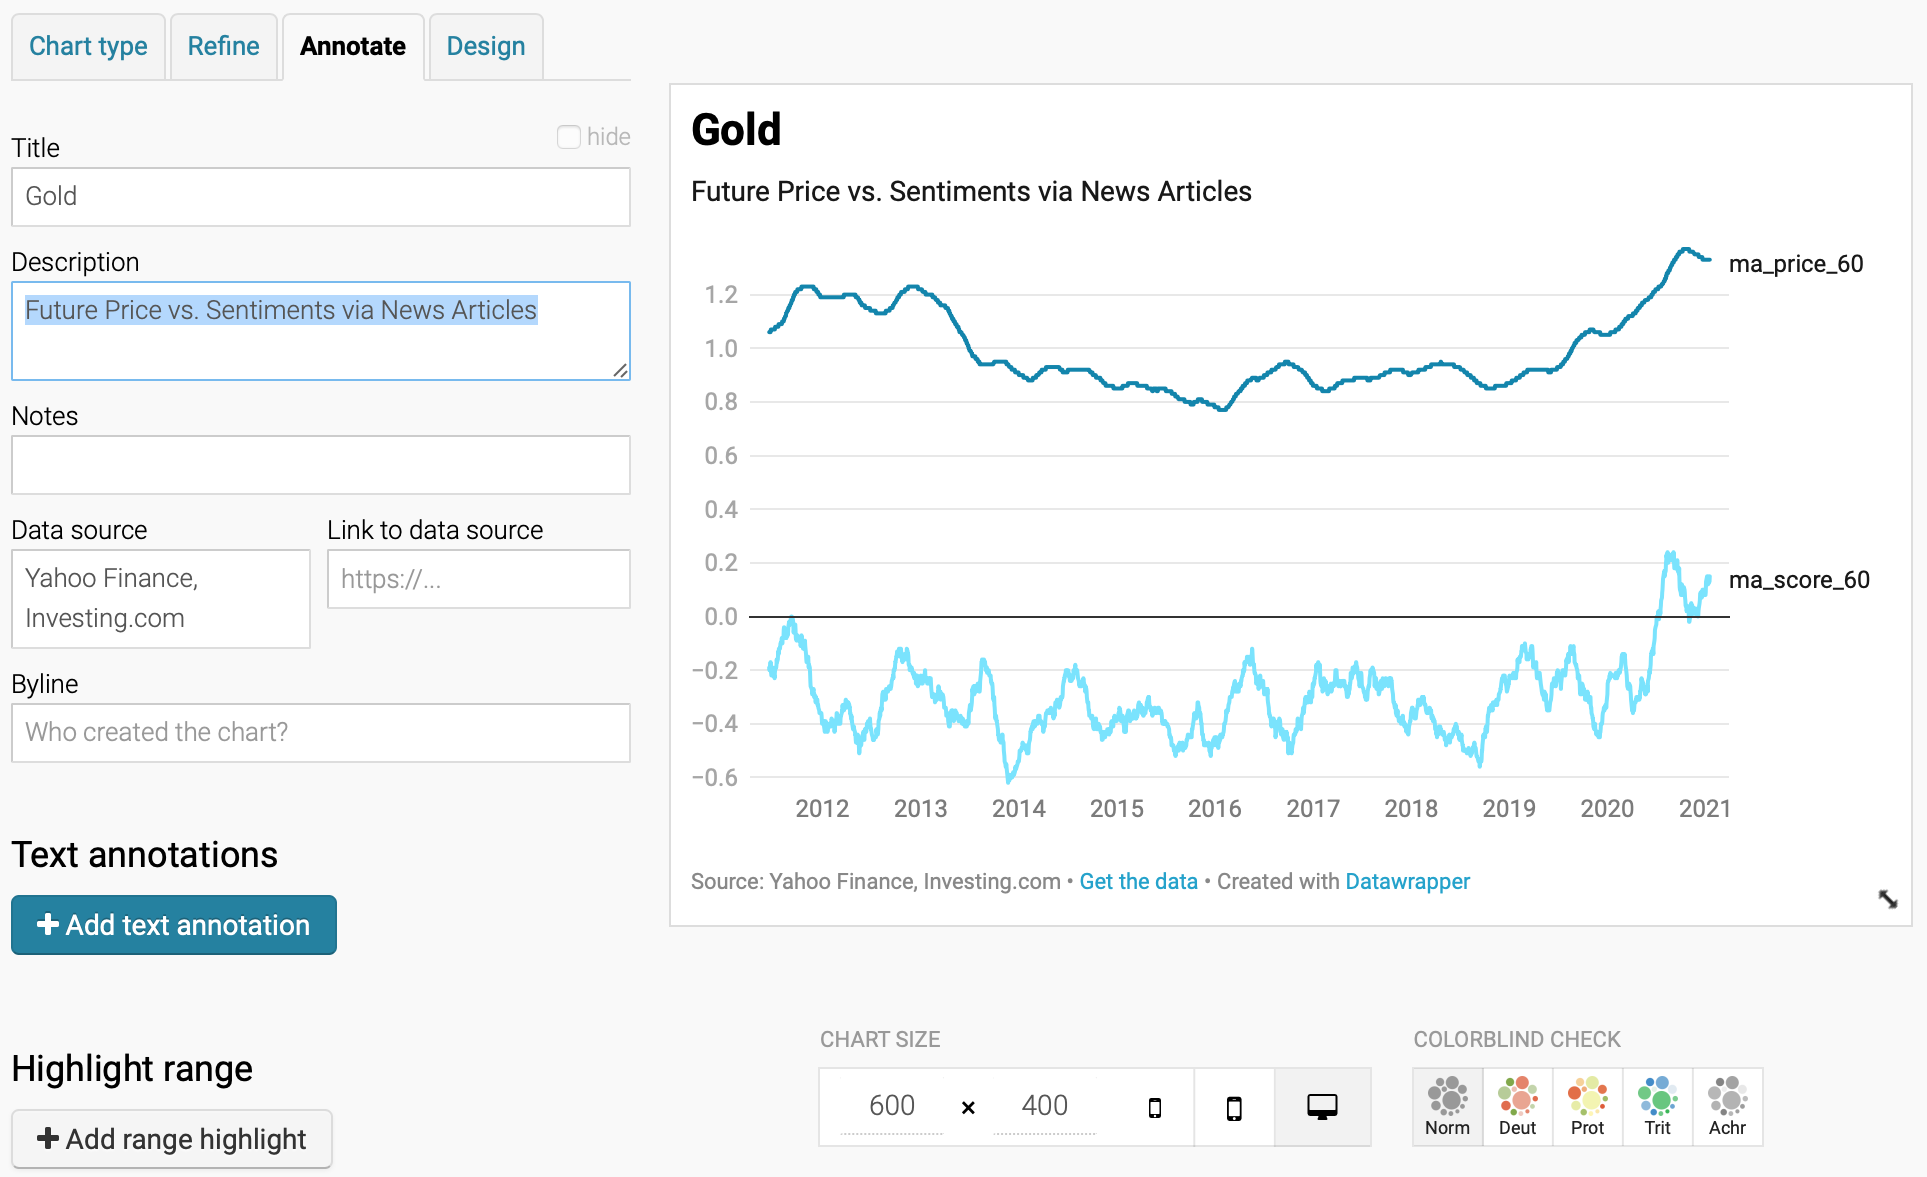 Chart type
Refine
Annotate
Design
Title
hide
Gold
Description
Future Price vs. Sentiments via News Articles
Notes
Data source
Link to data source
Yahoo Finance,
Investing.com
https://...
Byline
Who created the chart?
Text annotations
Add text annotation
Highlight range
Add range highlight
Gold
Future Price vs. Sentiments via News Articles
ma_price_60
1.2
1.0
0.8
0.6
0.4
0.2
ma_score_60
0.0
−0.2
−0.4
−0.6
2012 2013 2014 2015 2016 2017 2018 2019 2020 2021
Source: Yahoo Finance, Investing.com • Get the data • Created with Datawrapper
CHART SIZE
600 × 400
COLORBLIND CHECK
Norm Deut Prot Trit Achr